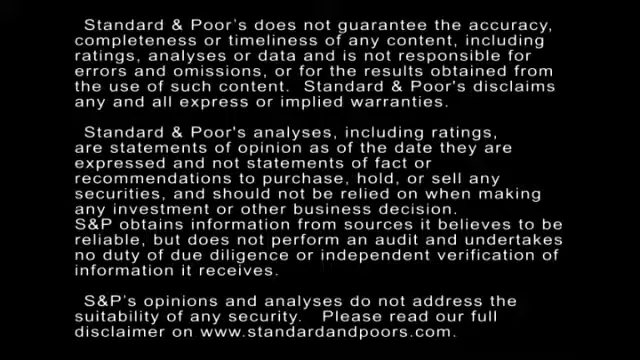 Standard & Poor's does not guarantee the accuracy,
completeness or timeliness of any content, including
ratings, analyses or data and is not responsible for
errors and omissions, or for the results obtained from
the use of such content. Standard & Poor's disclaims
any and all express or implied warranties.
Standard & Poor's analyses, including ratings,
are statements of opinion as of the date they are
expressed and not statements of fact or
recommendations to purchase, hold, or sell any
securities, and should not be relied on when making
any investment or other business decision.
S&P obtains information from sources it believes to be
reliable, but does not perform an audit and undertakes
no duty of due diligence or independent verification of
information it receives.
S&P's opinions and analyses do not address the
suitability of any security. Please read our full
disclaimer on www.standardandpoors.com.